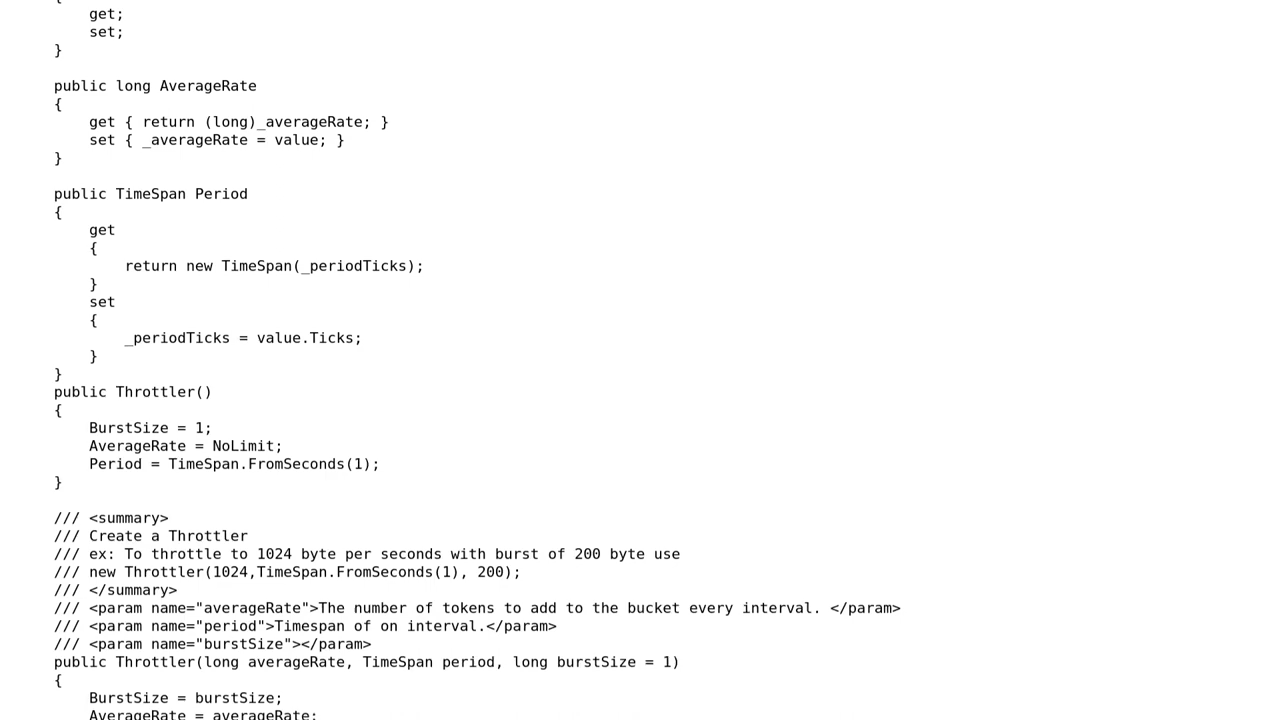 {
    get;
    set;
}

public long AverageRate
{
    get { return (long)_averageRate; }
    set { _averageRate = value; }
}

public TimeSpan Period
{
    get
    {
        return new TimeSpan(_periodTicks);
    }
    set
    {
        _periodTicks = value.Ticks;
    }
}
public Throttler()
{
    BurstSize = 1;
    AverageRate = NoLimit;
    Period = TimeSpan.FromSeconds(1);
}

/// <summary>
/// Create a Throttler
/// ex: To throttle to 1024 byte per seconds with burst of 200 byte use
/// new Throttler(1024,TimeSpan.FromSeconds(1), 200);
/// </summary>
/// <param name="averageRate">The number of tokens to add to the bucket every interval. </param>
/// <param name="period">Timespan of on interval.</param>
/// <param name="burstSize"></param>
public Throttler(long averageRate, TimeSpan period, long burstSize = 1)
{
    BurstSize = burstSize;
    AverageRate = averageRate;